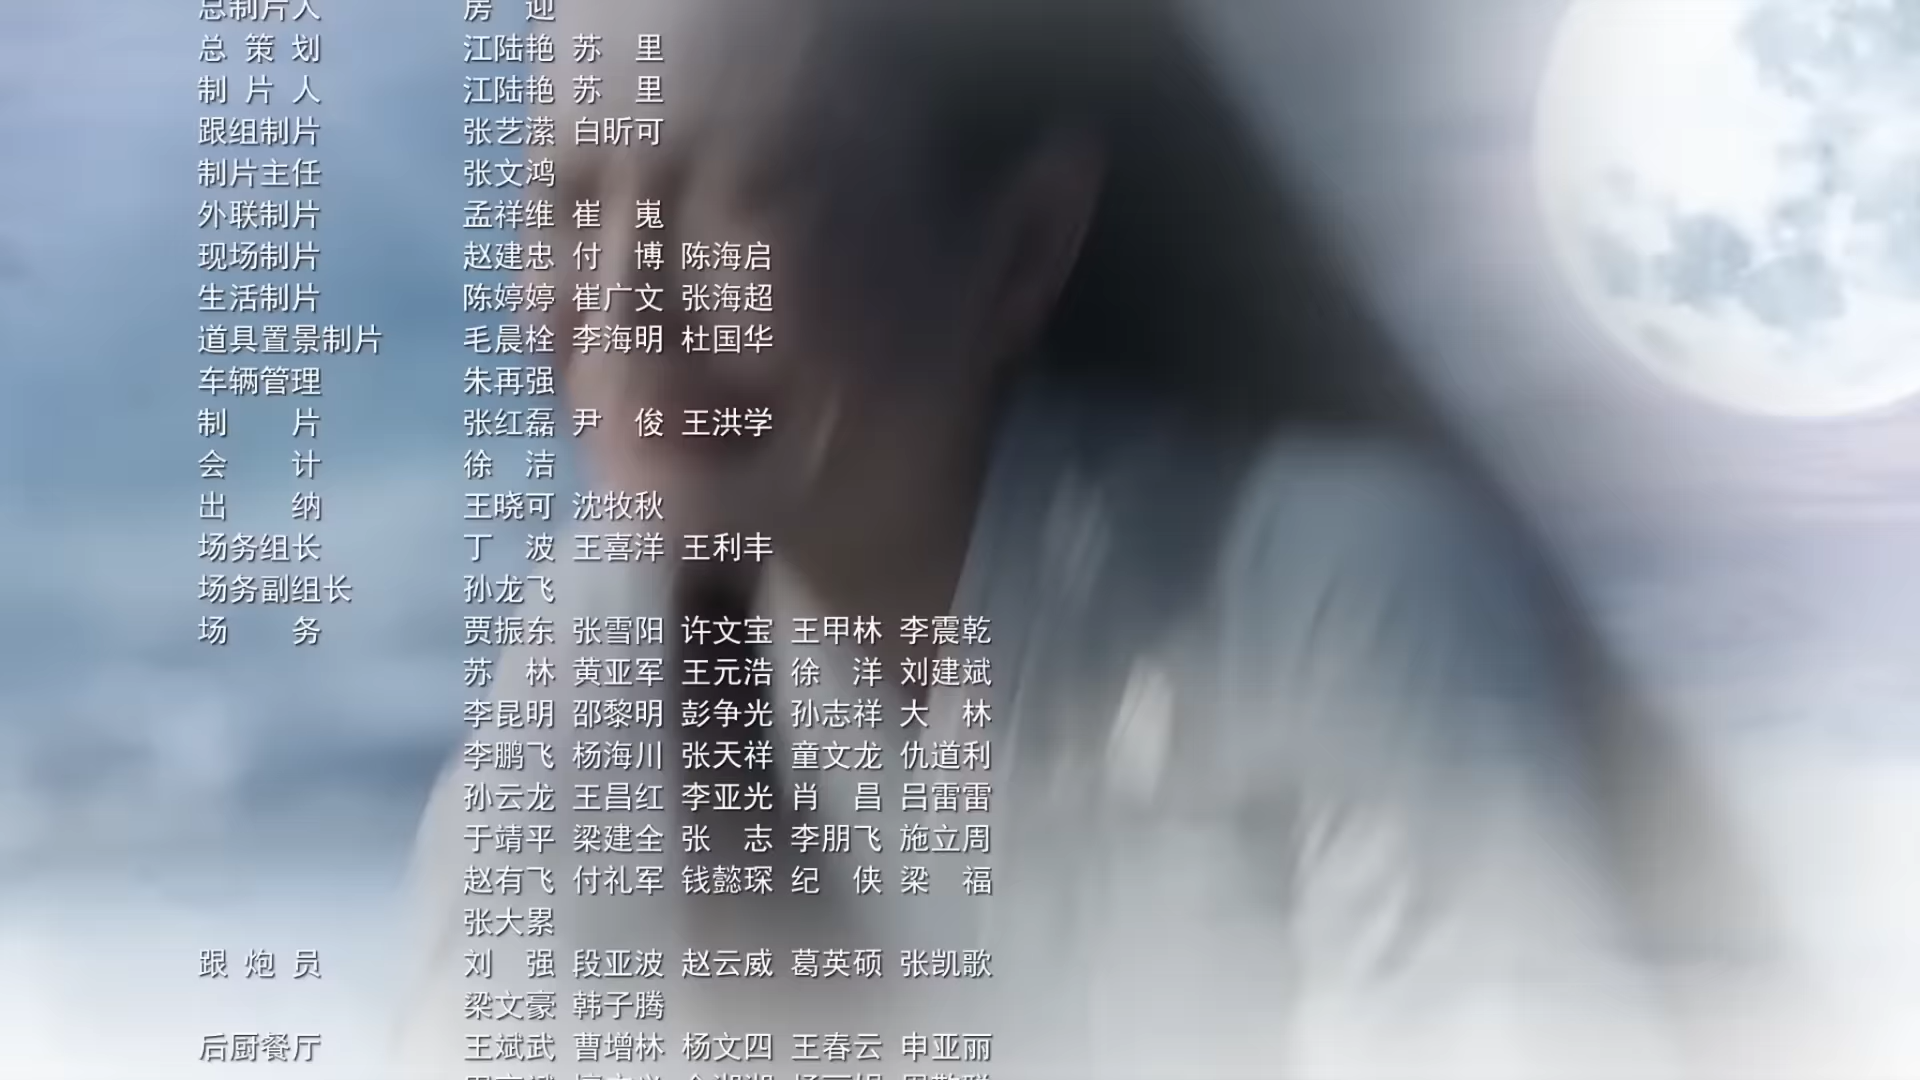 总制片人 房 迎
总 策 划 江陆艳 苏 里
制 片 人 江陆艳 苏 里
跟组制片 张艺潆 白昕可
制片主任 张文鸿
外联制片 孟祥维 崔 嵬
现场制片 赵建忠 付 博 陈海启
生活制片 陈婷婷 崔广文 张海超
道具置景制片 毛晨栓 李海明 杜国华
车辆管理 朱再强
制 片 张红磊 尹 俊 王洪学
会 计 徐 洁
出 纳 王晓可 沈牧秋
场务组长 丁 波 王喜洋 王利丰
场务副组长 孙龙飞
场 务 贾振东 张雪阳 许文宝 王甲林 李震乾
苏 林 黄亚军 王元浩 徐 洋 刘建斌
李昆明 邵黎明 彭争光 孙志祥 大 林
李鹏飞 杨海川 张天祥 童文龙 仇道利
孙云龙 王昌红 李亚光 肖 昌 吕雷雷
于靖平 梁建全 张 志 李朋飞 施立周
赵有飞 付礼军 钱懿琛 纪 侠 梁 福
张大累
跟 炮 员 刘 强 段亚波 赵云威 葛英硕 张凯歌
梁文豪 韩子腾
后厨餐厅 王斌武 曹增林 杨文四 王春云 申亚丽